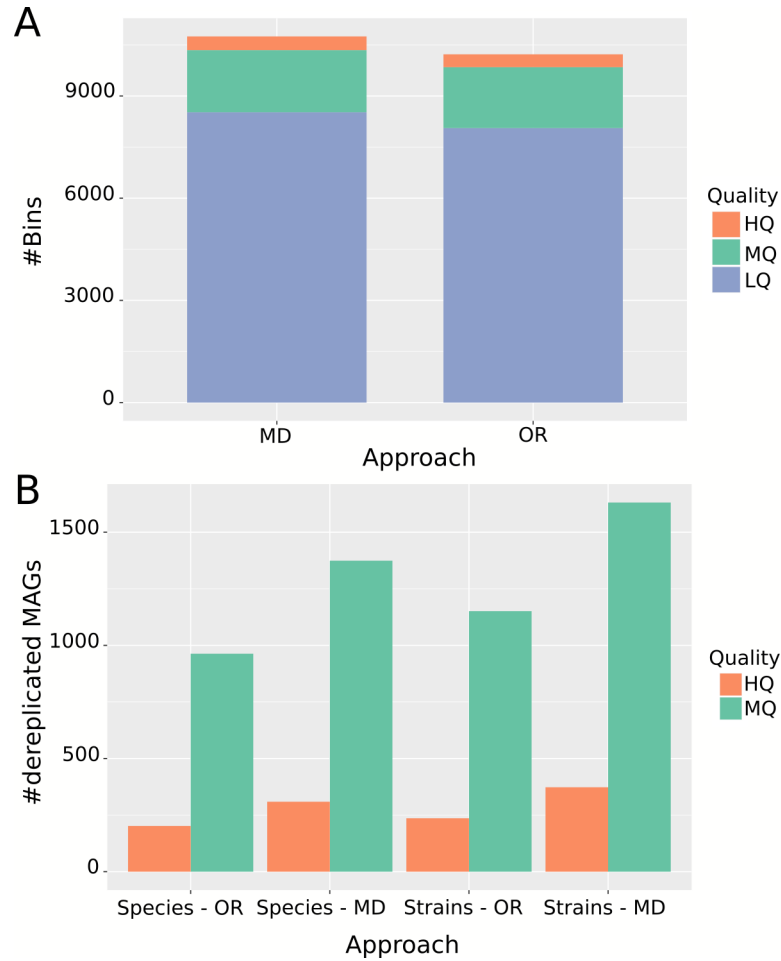 A
#Bins
9000
6000
3000
0
MD
OR
Approach
Quality
HQ
MQ
LQ
B
#dereplicated MAGs
1500
1000
500
0
Species - OR
Species - MD
Strains - OR
Strains - MD
Approach
Quality
HQ
MQ